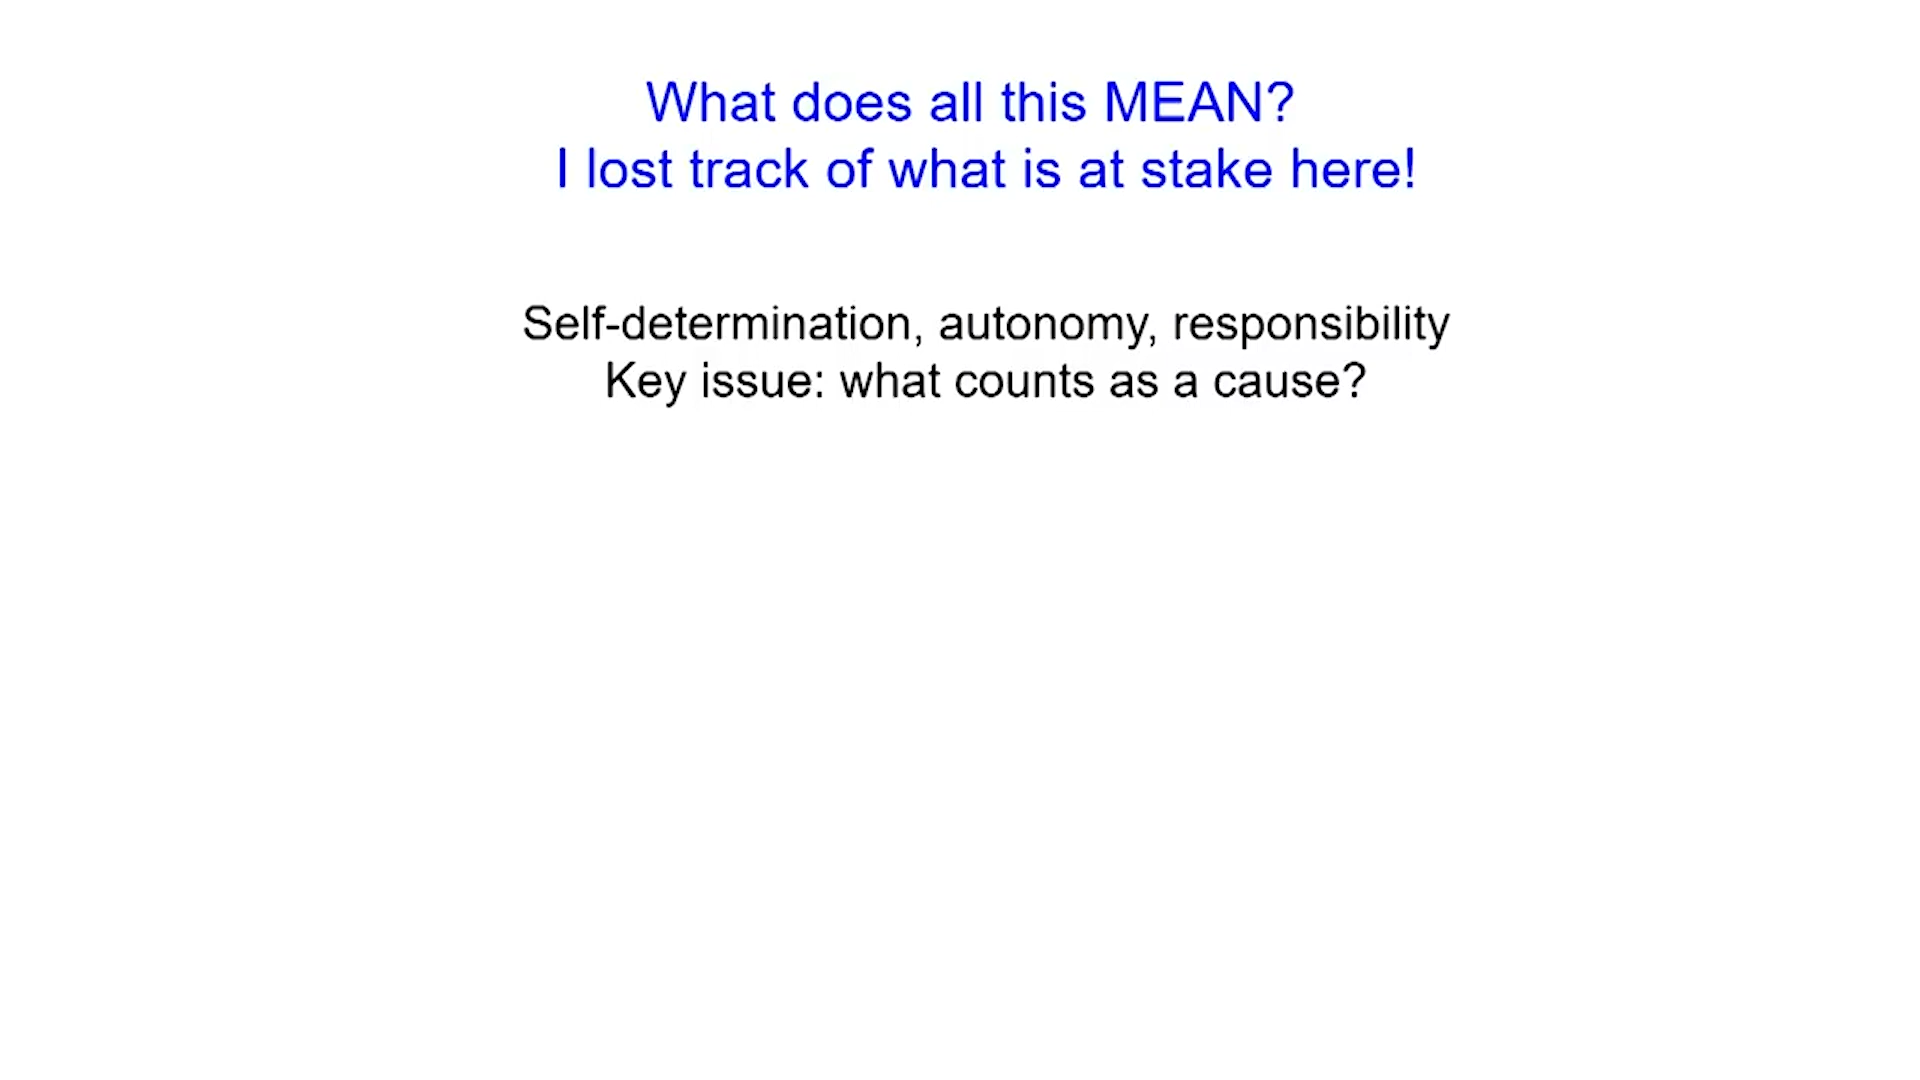 What does all this MEAN?
I lost track of what is at stake here!
Self-determination, autonomy, responsibility
Key issue: what counts as a cause?